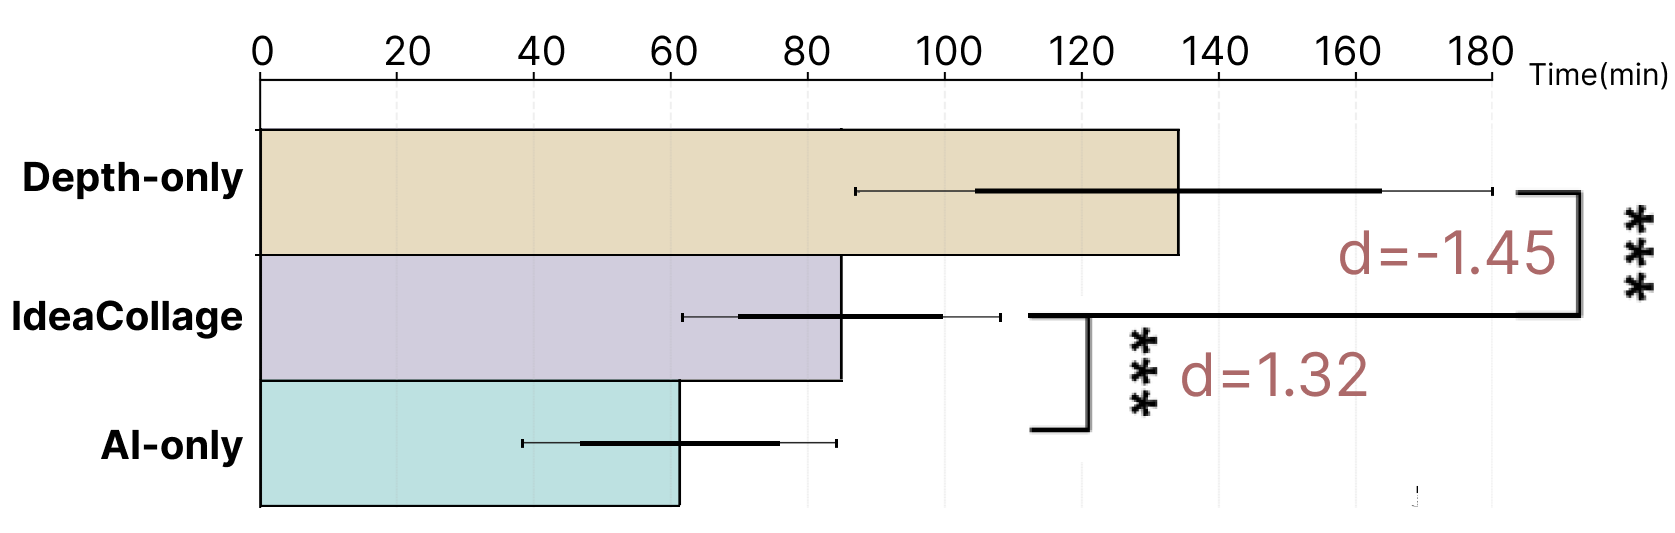 0 20 40 60 80 100 120 140 160 180 Time(min)
Depth-only
d=-1.45 ***
IdeaCollage
*** d=1.32
AI-only